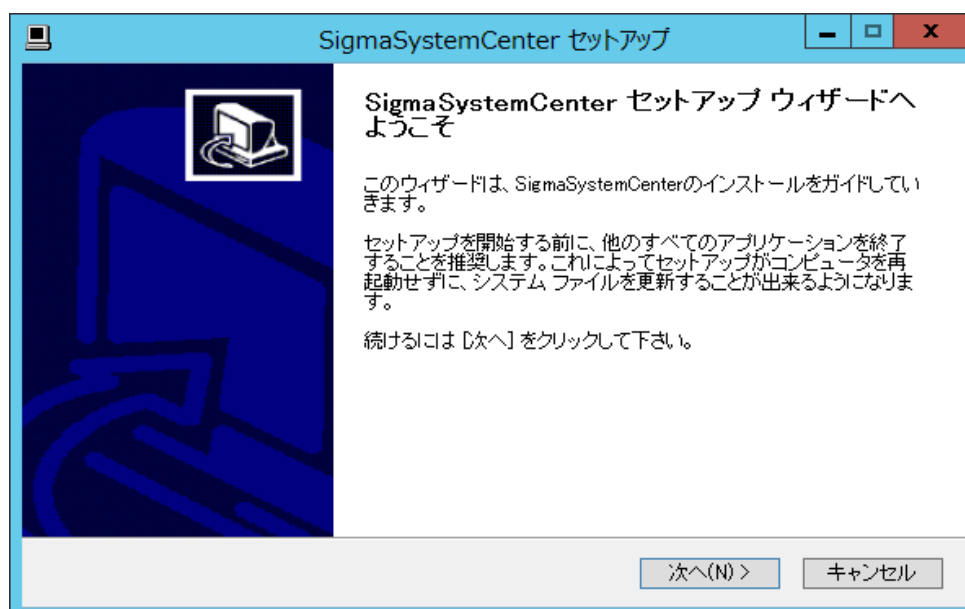 SigmaSystemCenter セットアップ
SigmaSystemCenter セットアップ ウィザードへ
ようこそ
このウィザードは、SigmaSystemCenterのインストールをガイドしてい
きます。
セットアップを開始する前に、他のすべてのアプリケーションを終了
することを推奨します。これによってセットアップがコンピュータを再
起動せずに、システム ファイルを更新することが出来るようになりま
す。
続けるには [次へ] をクリックして下さい。
次へ(N) >
キャンセル